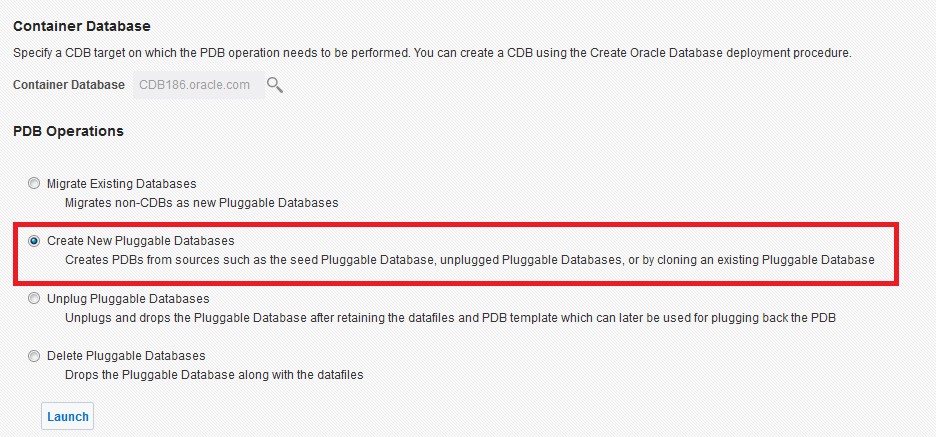 Container Database
Specify a CDB target on which the PDB operation needs to be performed. You can create a CDB using the Create Oracle Database deployment procedure.
Container Database CDB186.oracle.com
PDB Operations
Migrate Existing Databases
Migrates non-CDBs as new Pluggable Databases
Create New Pluggable Databases
Creates PDBs from sources such as the seed Pluggable Database, unplugged Pluggable Databases, or by cloning an existing Pluggable Database
Unplug Pluggable Databases
Unplugs and drops the Pluggable Database after retaining the datafiles and PDB template which can later be used for plugging back the PDB
Delete Pluggable Databases
Drops the Pluggable Database along with the datafiles
Launch